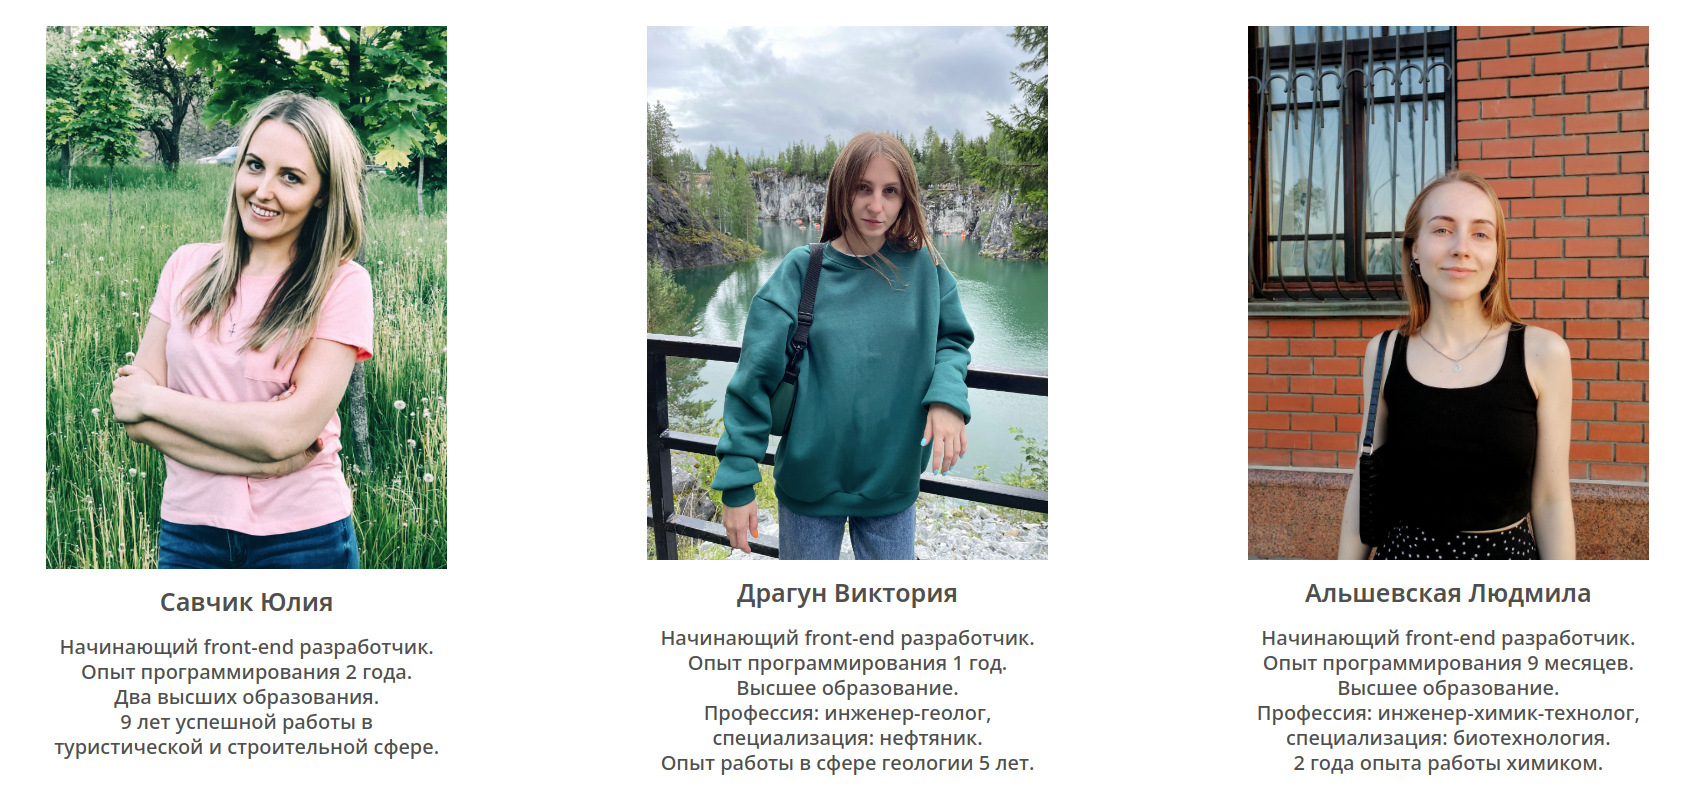 Савчик Юлия
Начинающий front-end разработчик.
Опыт программирования 2 года.
Два высших образования.
9 лет успешной работы в
туристической и строительной сфере.
Драгун Виктория
Начинающий front-end разработчик.
Опыт программирования 1 год.
Высшее образование.
Профессия: инженер-геолог,
специализация: нефтяник.
Опыт работы в сфере геологии 5 лет.
Альшевская Людмила
Начинающий front-end разработчик.
Опыт программирования 9 месяцев.
Высшее образование.
Профессия: инженер-химик-технолог,
специализация: биотехнология.
2 года опыта работы химиком.